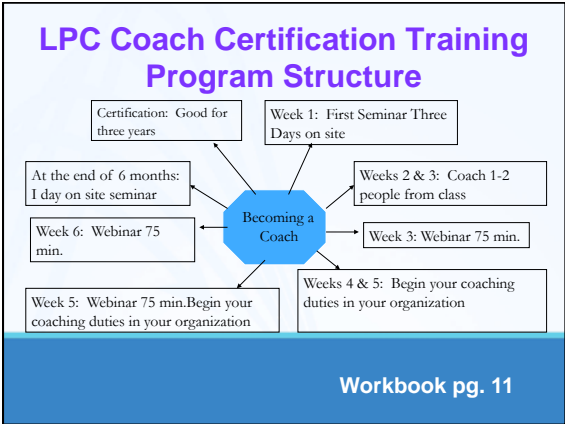 LPC Coach Certification Training
Program Structure
Certification: Good for
three years
Week 1: First Seminar Three
Days on site
At the end of 6 months:
I day on site seminar
Weeks 2 & 3: Coach 1-2
people from class
Becoming a
Coach
Week 6: Webinar 75
min.
Week 3: Webinar 75 min.
Week 5: Webinar 75 min.Begin your
coaching duties in your organization
Weeks 4 & 5: Begin your coaching
duties in your organization
Workbook pg. 11